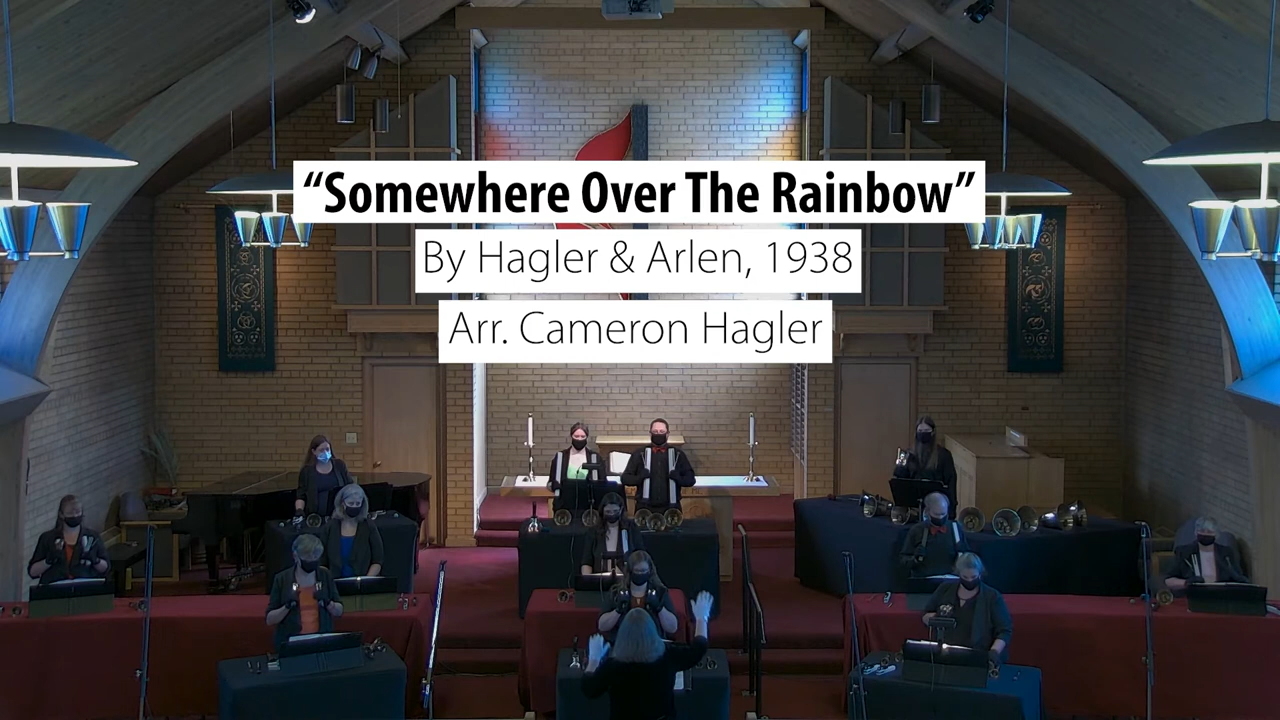 “Somewhere Over The Rainbow”
By Hagler & Arlen, 1938
Arr. Cameron Hagler